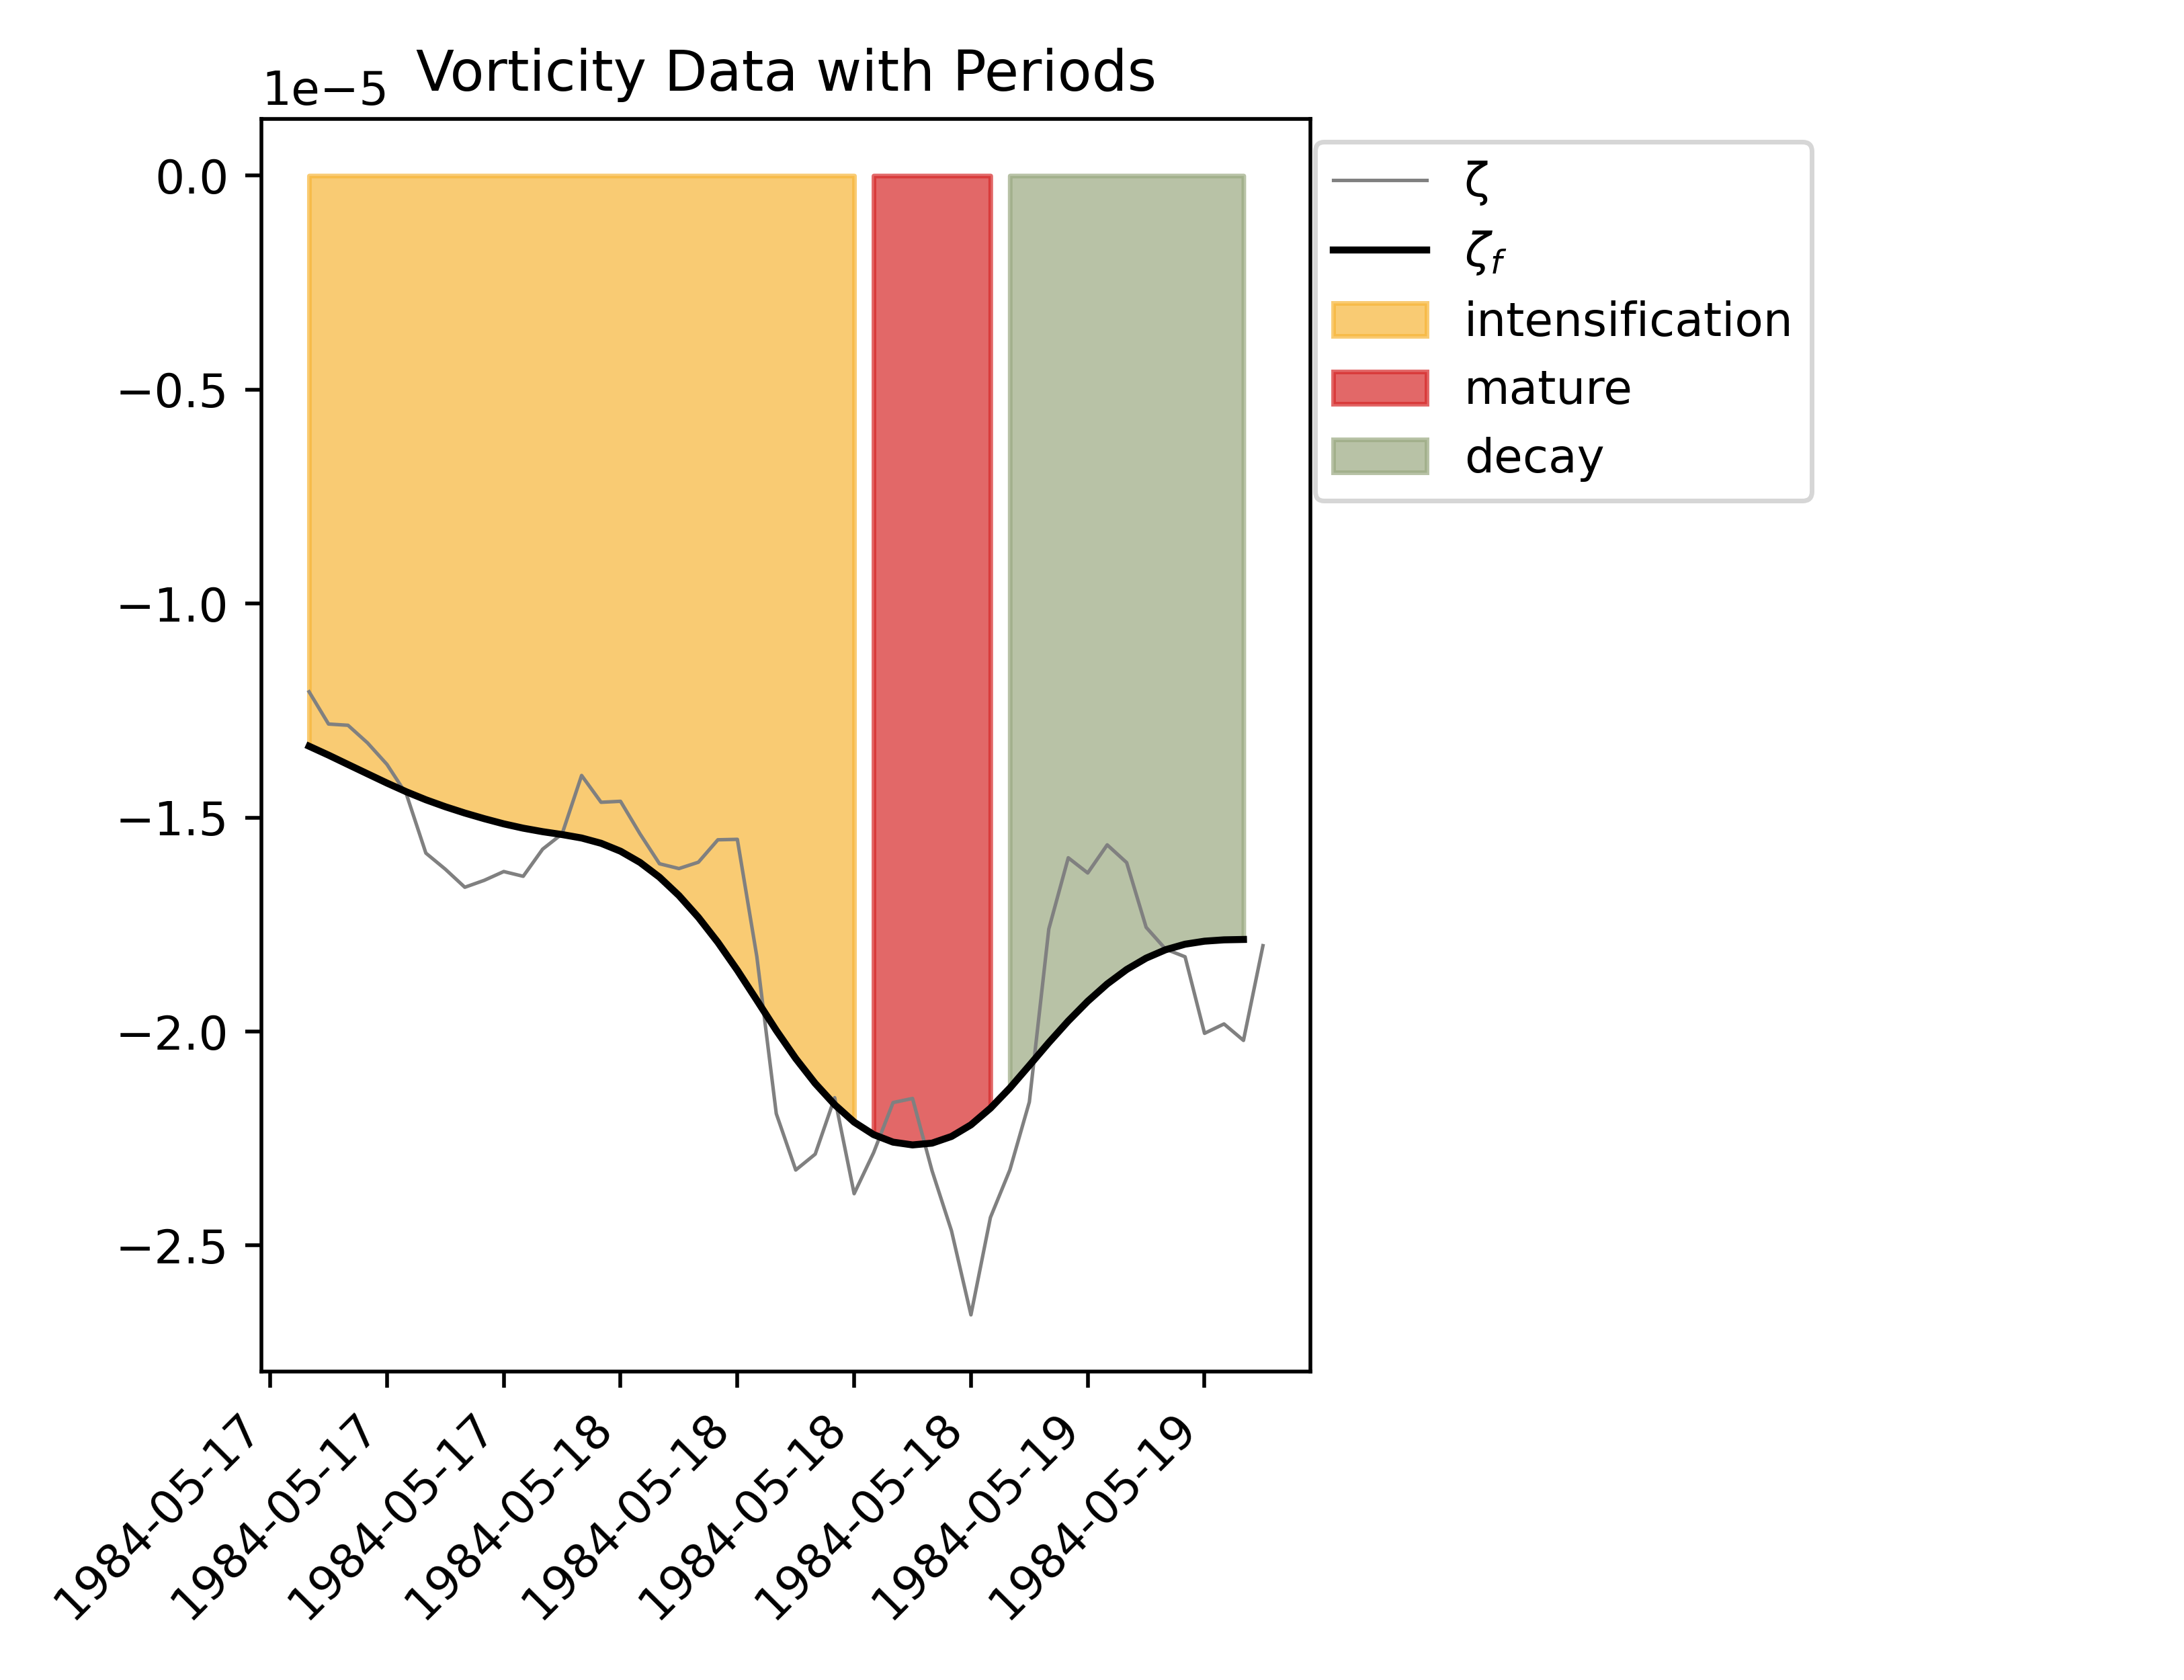 Vorticity Data with Periods
1e−5
0.0
−0.5
−1.0
−1.5
−2.0
−2.5
1984-05-17
1984-05-17
1984-05-17
1984-05-18
1984-05-18
1984-05-18
1984-05-18
1984-05-19
1984-05-19
ζ
ζf
intensification
mature
decay